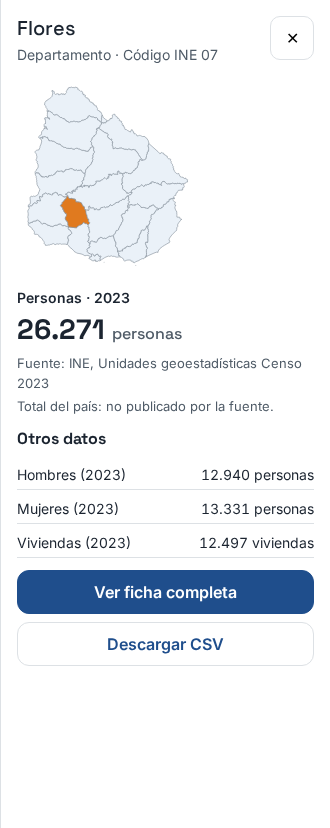 Flores
Departamento · Código INE 07
×
Personas · 2023
26.271 personas
Fuente: INE, Unidades geoestadísticas Censo
2023
Total del país: no publicado por la fuente.
Otros datos
Hombres (2023) 12.940 personas
Mujeres (2023) 13.331 personas
Viviendas (2023) 12.497 viviendas
Ver ficha completa
Descargar CSV